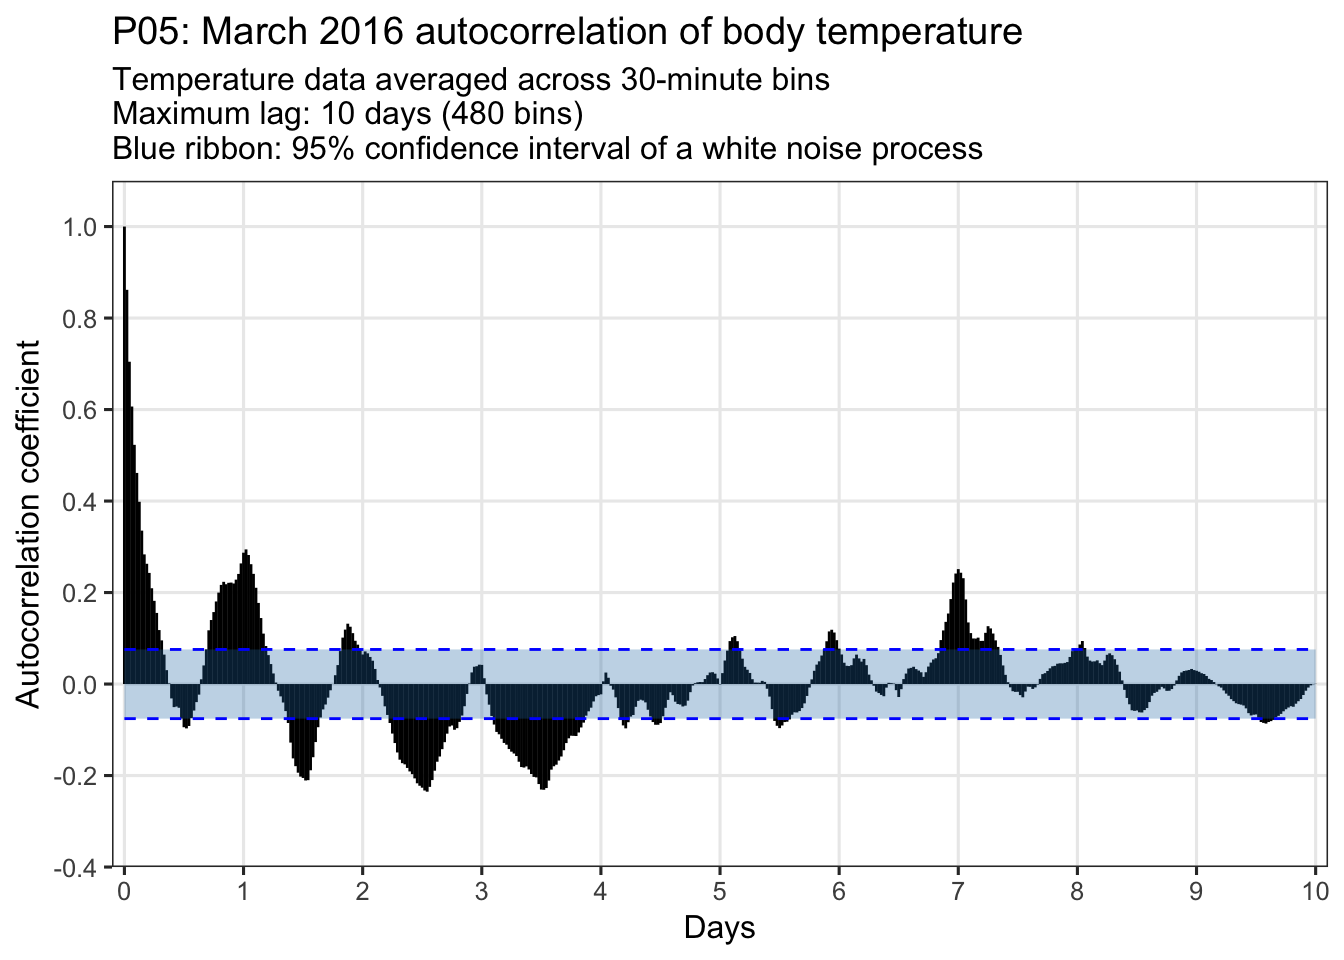 P05: March 2016 autocorrelation of body temperature
Temperature data averaged across 30-minute bins
Maximum lag: 10 days (480 bins)
Blue ribbon: 95% confidence interval of a white noise process
Autocorrelation coefficient
1.0
0.8
0.6
0.4
0.2
0.0
-0.2
-0.4
0 1 2 3 4 5 6 7 8 9 10
Days